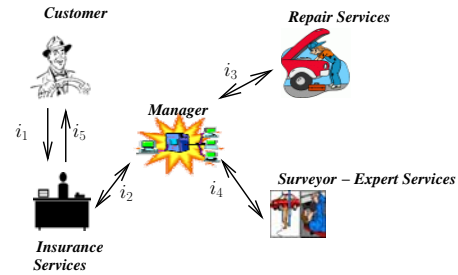 Customer
Repair Services
i3
Manager
i1
i5
i2
i4
Surveyor – Expert Services
Insurance
Services